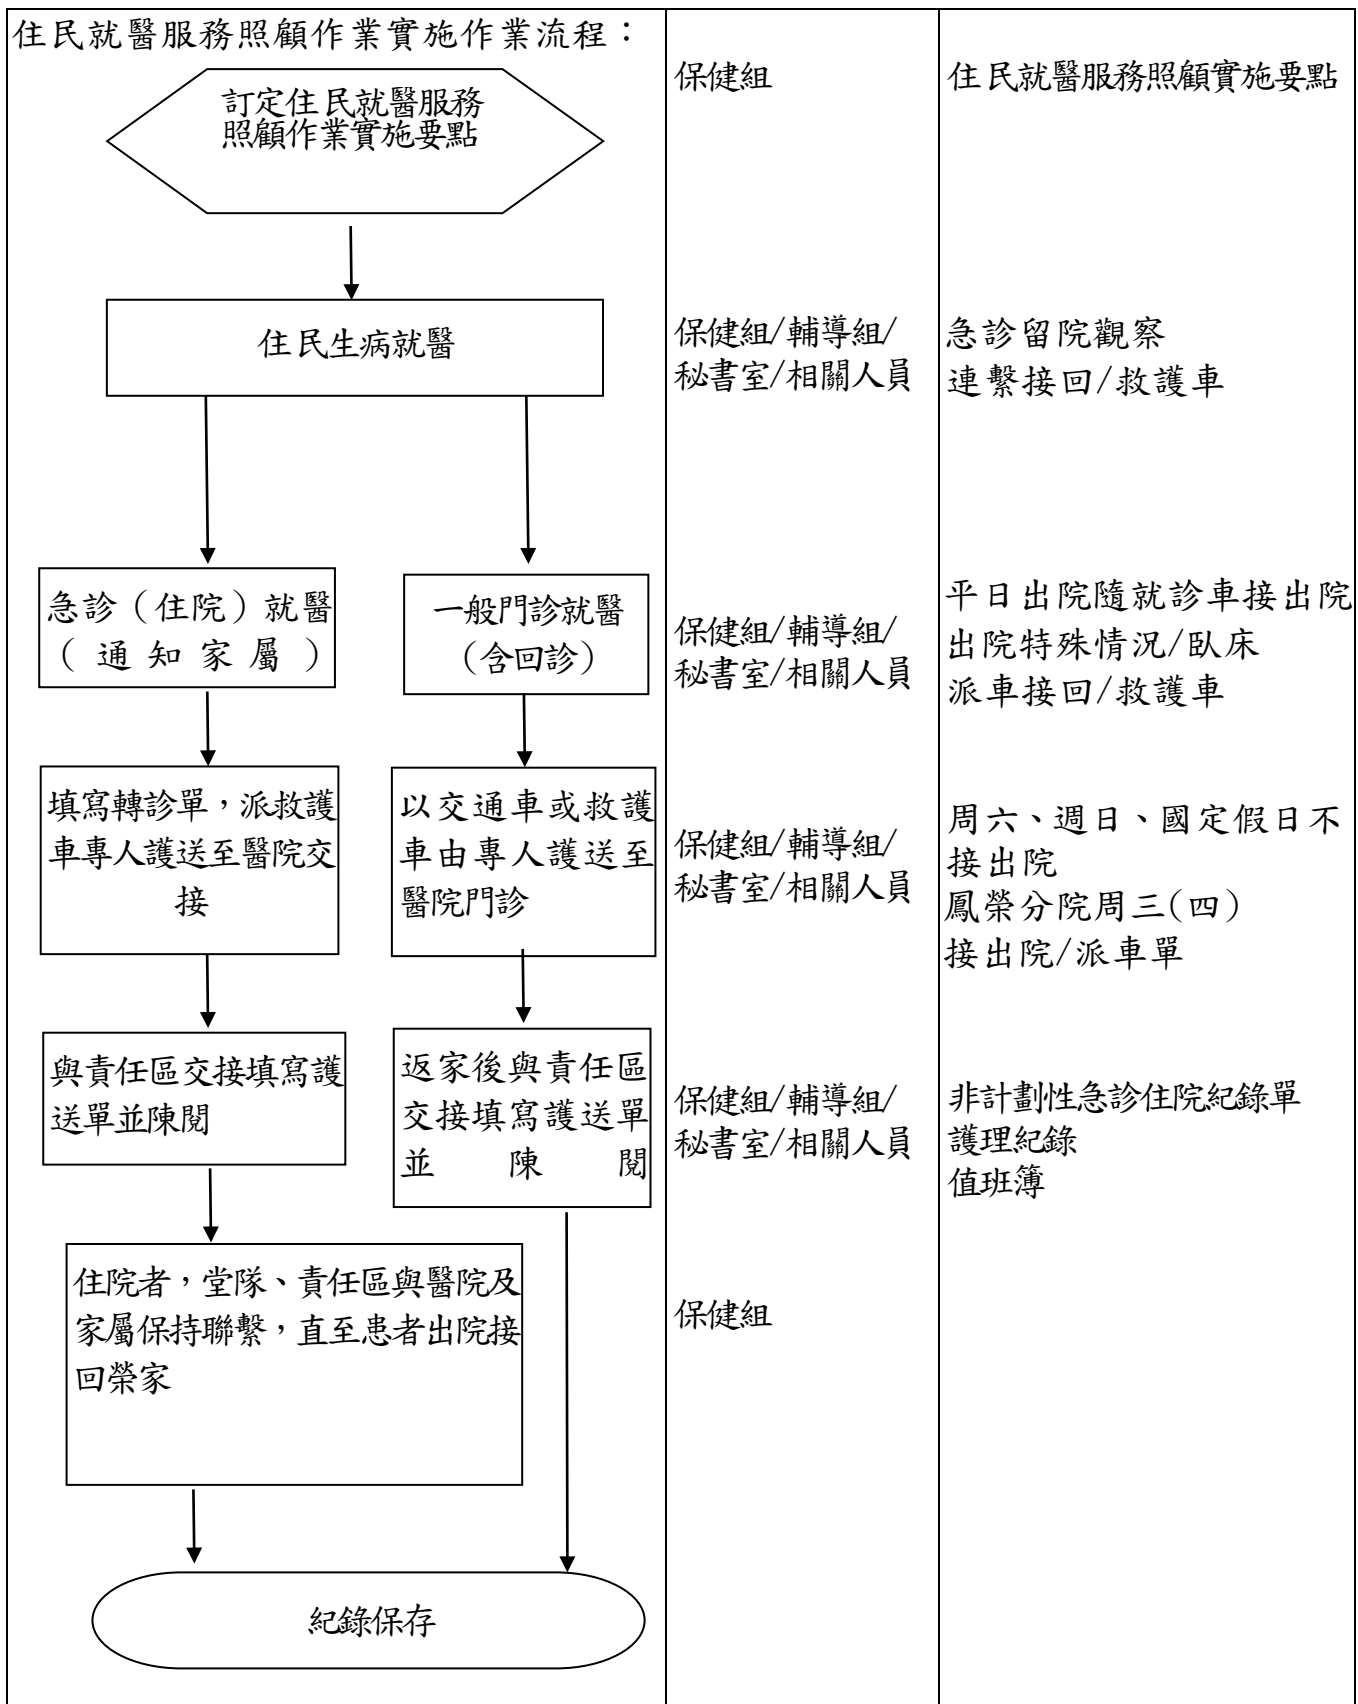 住民就醫服務照顧作業實施作業流程：
訂定住民就醫服務
照顧作業實施要點
保健組
住民就醫服務照顧實施要點
住民生病就醫
保健組/輔導組/
秘書室/相關人員
急診留院觀察
連繫接回/救護車
急診（住院）就醫
（通知家屬）
一般門診就醫
（含回診）
保健組/輔導組/
秘書室/相關人員
平日出院隨就診車接出院
出院特殊情況/臥床
派車接回/救護車
填寫轉診單，派救護
車專人護送至醫院交
接
以交通車或救護
車由專人護送至
醫院門診
保健組/輔導組/
秘書室/相關人員
周六、週日、國定假日不
接出院
鳳榮分院周三(四)
接出院/派車單
與責任區交接填寫護
送單並陳閱
返家後與責任區
交接填寫護送單
並陳閱
保健組/輔導組/
秘書室/相關人員
非計劃性急診住院紀錄單
護理紀錄
值班簿
住院者，堂隊、責任區與醫院及
家屬保持聯繫，直至患者出院接
回榮家
保健組
紀錄保存